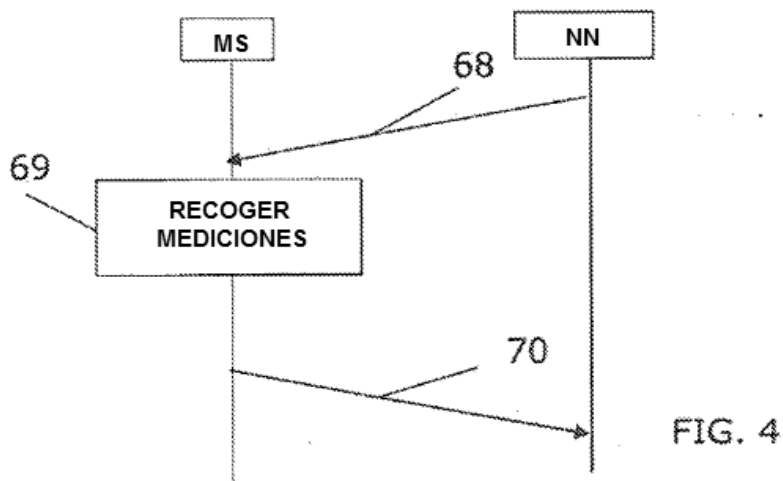 MS
NN
68
69
RECOGER
MEDICIONES
70
FIG. 4